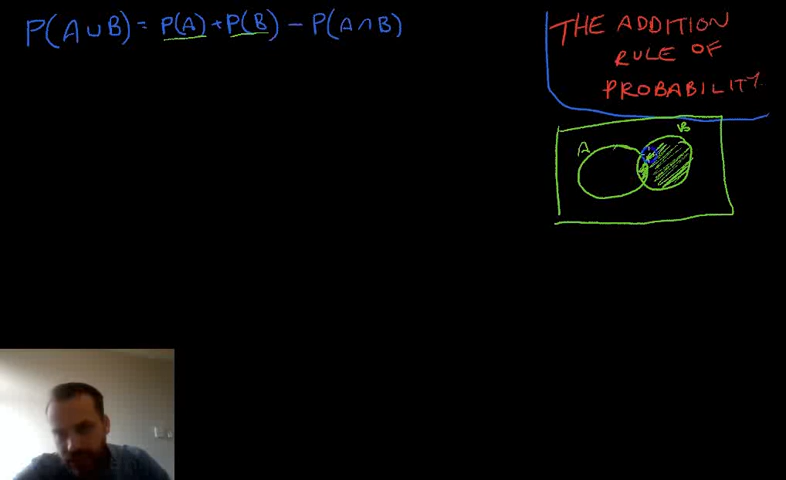 P(A∪B) = P(A) + P(B) − P(A∩B)
THE ADDITION
RULE OF
PROBABILITY
A
B